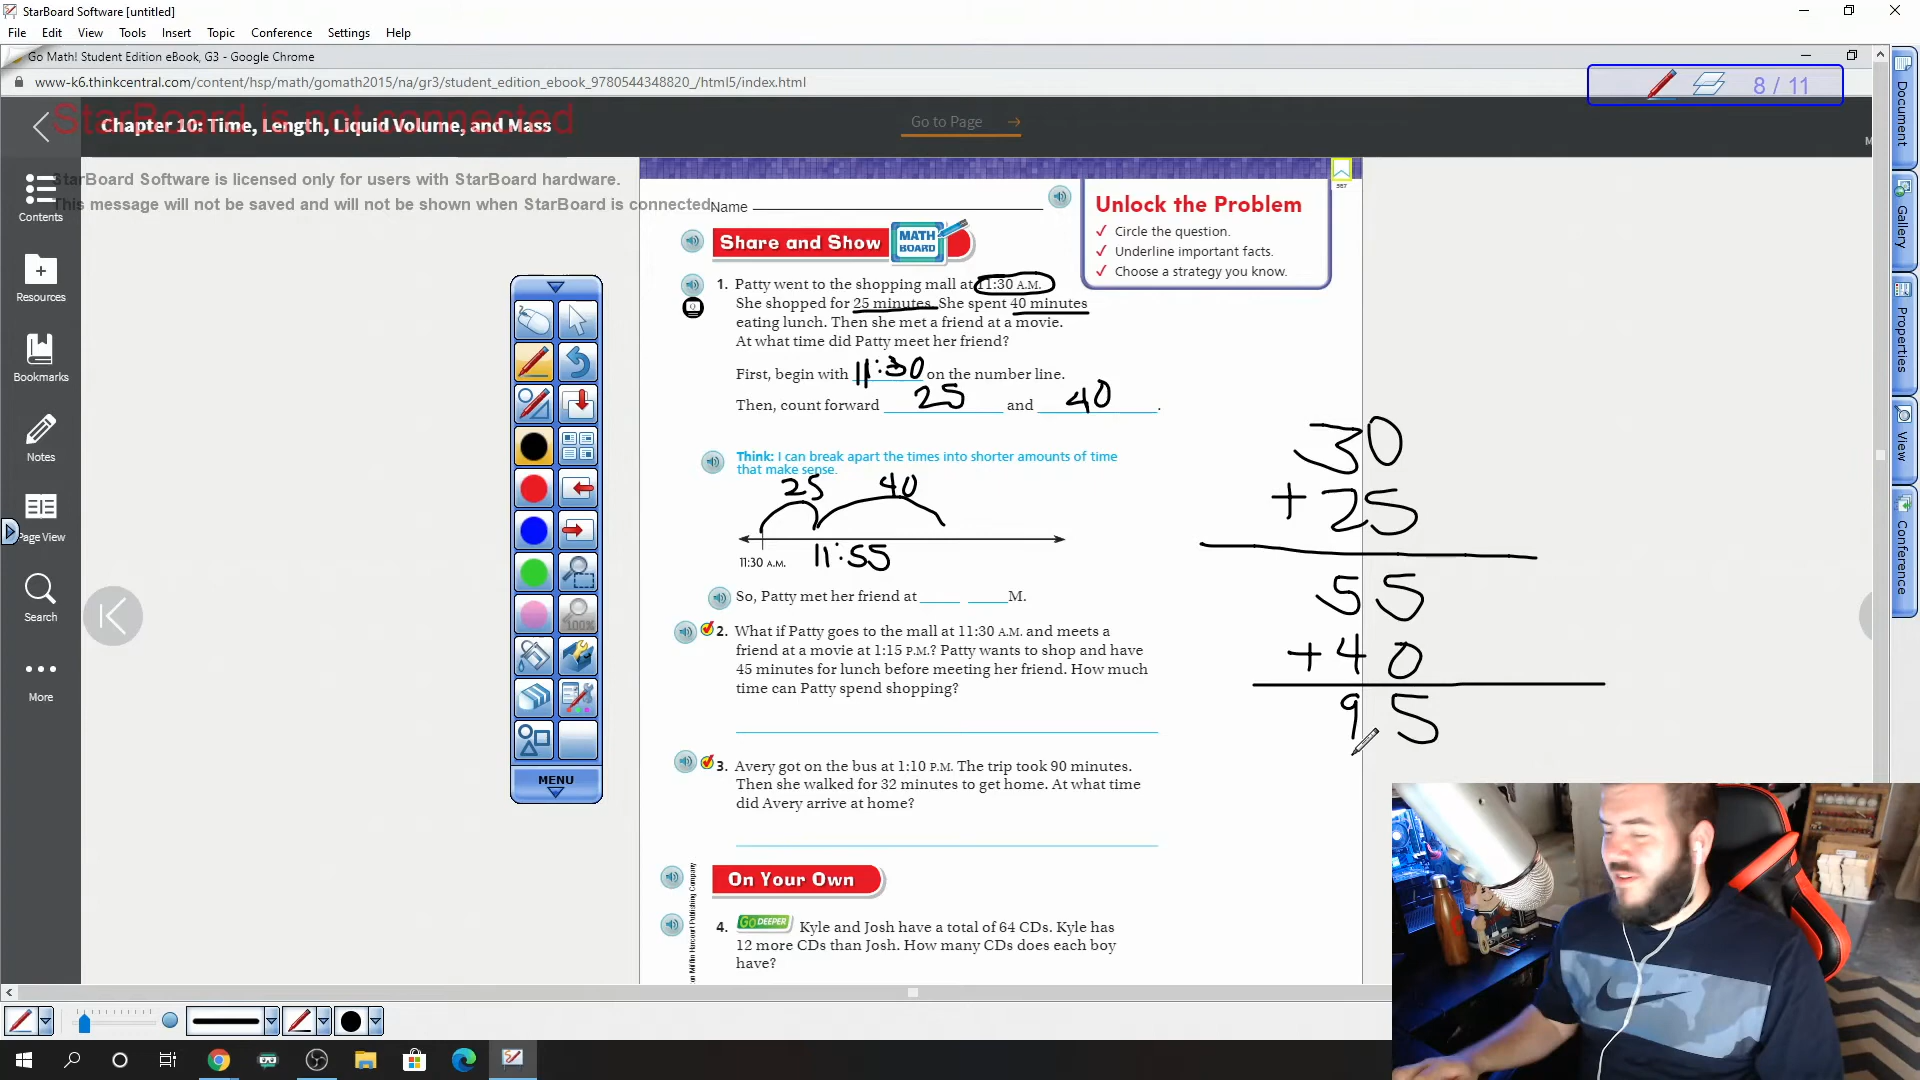 StarBoard Software [untitled]
File Edit View Tools Insert Topic Conference Settings Help
Go Math! Student Edition eBook, G3 - Google Chrome
www-k6.thinkcentral.com/content/hsp/math/gomath2015/na/gr3/student_edition_ebook_9780544348820_/html5/index.html
8 / 11
StarBoard is not connected
Chapter 10: Time, Length, Liquid Volume, and Mass
Go to Page →
StarBoard Software is licensed only for users with StarBoard hardware.
This message will not be saved and will not be shown when StarBoard is connected.
Contents
Resources
Bookmarks
Notes
Page View
Search
More
MENU
100%
Document
Gallery
Properties
View
Conference
Name
Share and Show
MATH BOARD
Unlock the Problem
✓ Circle the question.
✓ Underline important facts.
✓ Choose a strategy you know.
1. Patty went to the shopping mall at 11:30 A.M.
She shopped for 25 minutes. She spent 40 minutes
eating lunch. Then she met a friend at a movie.
At what time did Patty meet her friend?
First, begin with 11:30 on the number line.
Then, count forward 25 and 40.
Think: I can break apart the times into shorter amounts of time
that make sense.
25 40
11:30 A.M. 11:55
So, Patty met her friend at ____ ____M.
2. What if Patty goes to the mall at 11:30 A.M. and meets a
friend at a movie at 1:15 P.M.? Patty wants to shop and have
45 minutes for lunch before meeting her friend. How much
time can Patty spend shopping?
3. Avery got on the bus at 1:10 P.M. The trip took 90 minutes.
Then she walked for 32 minutes to get home. At what time
did Avery arrive at home?
On Your Own
4. GO DEEPER Kyle and Josh have a total of 64 CDs. Kyle has
12 more CDs than Josh. How many CDs does each boy
have?
Mifflin Harcourt Publishing Company
30
+ 25
55
+40
95